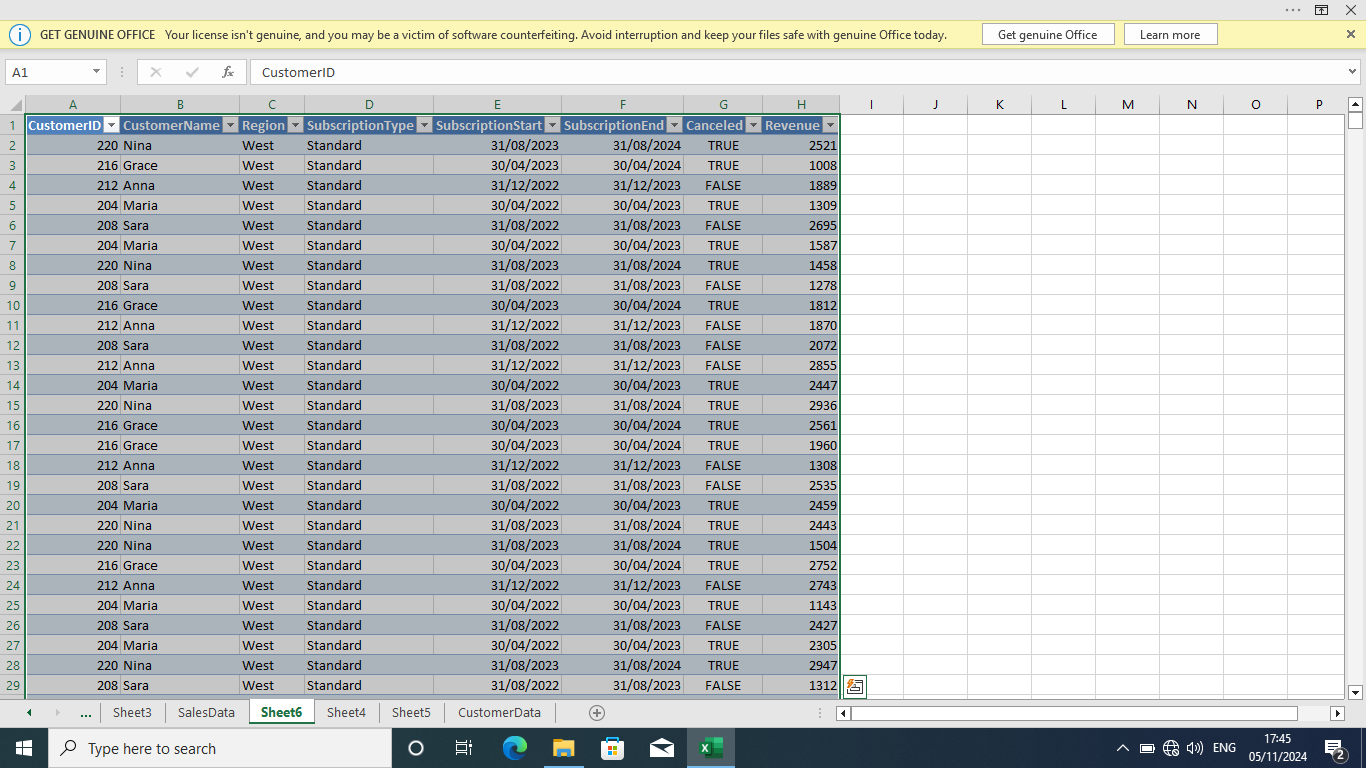 GET GENUINE OFFICE Your license isn't genuine, and you may be a victim of software counterfeiting. Avoid interruption and keep your files safe with genuine Office today. Get genuine Office Learn more
A1 fx CustomerID
A B C D E F G H I J K L M N O P
1 CustomerID CustomerName Region SubscriptionType SubscriptionStart SubscriptionEnd Canceled Revenue
2 220 Nina West Standard 31/08/2023 31/08/2024 TRUE 2521
3 216 Grace West Standard 30/04/2023 30/04/2024 TRUE 1008
4 212 Anna West Standard 31/12/2022 31/12/2023 FALSE 1889
5 204 Maria West Standard 30/04/2022 30/04/2023 TRUE 1309
6 208 Sara West Standard 31/08/2022 31/08/2023 FALSE 2695
7 204 Maria West Standard 30/04/2022 30/04/2023 TRUE 1587
8 220 Nina West Standard 31/08/2023 31/08/2024 TRUE 1458
9 208 Sara West Standard 31/08/2022 31/08/2023 FALSE 1278
10 216 Grace West Standard 30/04/2023 30/04/2024 TRUE 1812
11 212 Anna West Standard 31/12/2022 31/12/2023 FALSE 1870
12 208 Sara West Standard 31/08/2022 31/08/2023 FALSE 2072
13 212 Anna West Standard 31/12/2022 31/12/2023 FALSE 2855
14 204 Maria West Standard 30/04/2022 30/04/2023 TRUE 2447
15 220 Nina West Standard 31/08/2023 31/08/2024 TRUE 2936
16 216 Grace West Standard 30/04/2023 30/04/2024 TRUE 2561
17 216 Grace West Standard 30/04/2023 30/04/2024 TRUE 1960
18 212 Anna West Standard 31/12/2022 31/12/2023 FALSE 1308
19 208 Sara West Standard 31/08/2022 31/08/2023 FALSE 2535
20 204 Maria West Standard 30/04/2022 30/04/2023 TRUE 2459
21 220 Nina West Standard 31/08/2023 31/08/2024 TRUE 2443
22 220 Nina West Standard 31/08/2023 31/08/2024 TRUE 1504
23 216 Grace West Standard 30/04/2023 30/04/2024 TRUE 2752
24 212 Anna West Standard 31/12/2022 31/12/2023 FALSE 2743
25 204 Maria West Standard 30/04/2022 30/04/2023 TRUE 1143
26 208 Sara West Standard 31/08/2022 31/08/2023 FALSE 2427
27 204 Maria West Standard 30/04/2022 30/04/2023 TRUE 2305
28 220 Nina West Standard 31/08/2023 31/08/2024 TRUE 2947
29 208 Sara West Standard 31/08/2022 31/08/2023 FALSE 1312
... Sheet3 SalesData Sheet6 Sheet4 Sheet5 CustomerData
Type here to search ENG 17:45
05/11/2024 2